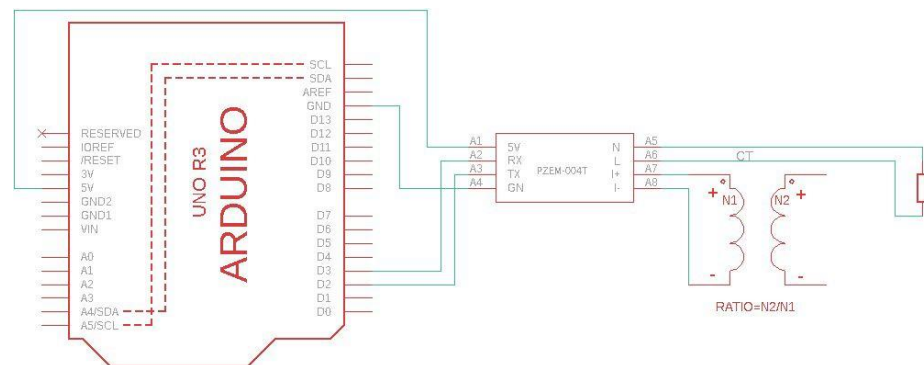 SCL
SDA
AREF
GND
D13
RESERVED
D12
IOREF
D11
/RESET
D10
3V
D9
5V
D8
GND2
GND1
D7
VIN
D6
D5
A0
D4
A1
D3
A2
D2
A3
D1
A4/SDA
D0
A5/SCL
UNO R3
ARDUINO
A1
5V
N
A5
A2
RX
L
A6
A3
TX
PZEM-004T
I+
A7
A4
GN
I-
A8
CT
+
N1
N2
+
-
-
RATIO=N2/N1